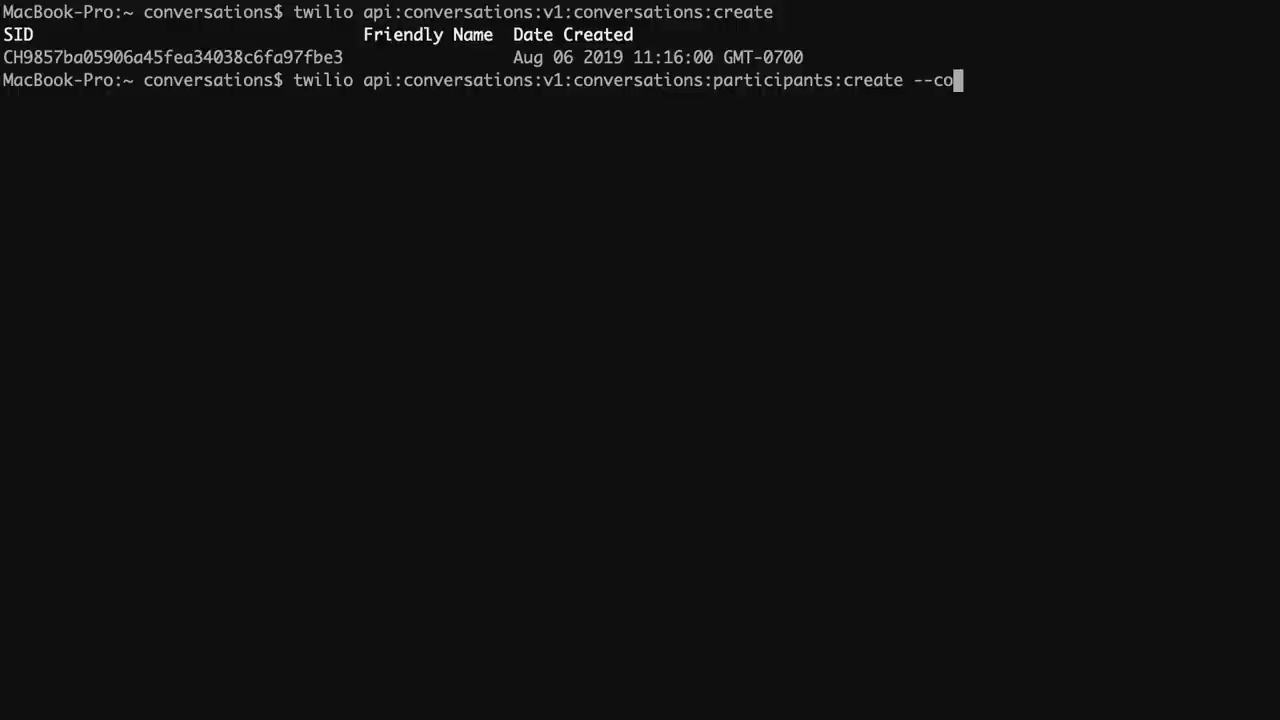 MacBook-Pro:~ conversations$ twilio api:conversations:v1:conversations:create
SID Friendly Name Date Created
CH9857ba05906a45fea34038c6fa97fbe3 Aug 06 2019 11:16:00 GMT-0700
MacBook-Pro:~ conversations$ twilio api:conversations:v1:conversations:participants:create --co